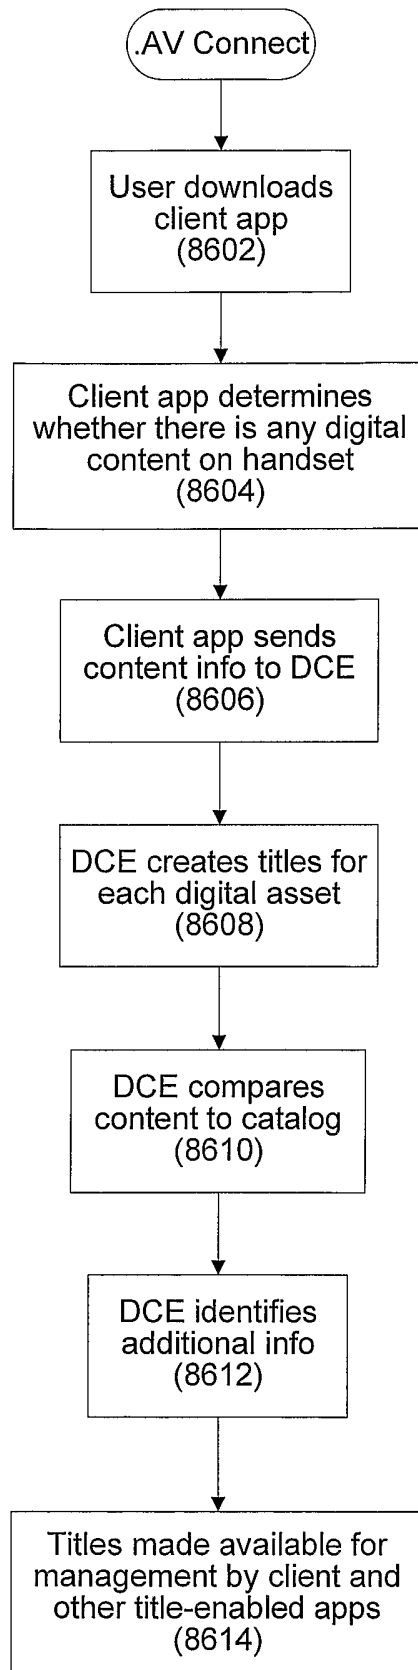 .AV Connect
User downloads
client app
(8602)
Client app determines
whether there is any digital
content on handset
(8604)
Client app sends
content info to DCE
(8606)
DCE creates titles for
each digital asset
(8608)
DCE compares
content to catalog
(8610)
DCE identifies
additional info
(8612)
Titles made available for
management by client and
other title-enabled apps
(8614)